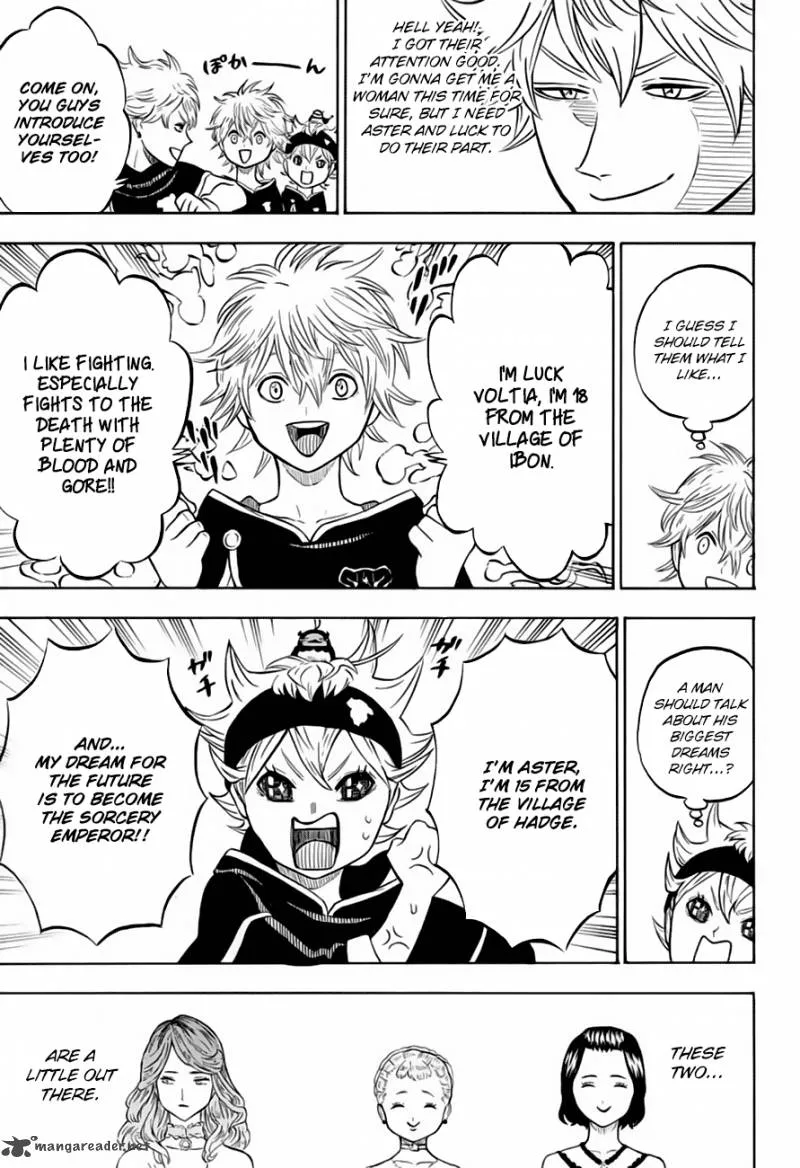 HELL YEAH!
I GOT THEIR
ATTENTION GOOD.
I'M GONNA GET ME A
WOMAN THIS TIME FOR
SURE, BUT I NEED
ASTER AND LUCK TO
DO THEIR PART.
ぽかーん
COME ON,
YOU GUYS
INTRODUCE
YOURSEL-
VES TOO!
I GUESS I
SHOULD TELL
THEM WHAT I
LIKE...
I'M LUCK
VOLTIA, I'M 18
FROM THE
VILLAGE OF
IBON.
I LIKE FIGHTING.
ESPECIALLY
FIGHTS TO THE
DEATH WITH
PLENTY OF
BLOOD AND
GORE!!
A MAN
SHOULD TALK
ABOUT HIS
BIGGEST
DREAMS
RIGHT...?
ガチ
I'M ASTER,
I'M 15 FROM
THE VILLAGE
OF HADGE.
ガチ
AND...
MY DREAM FOR
THE FUTURE
IS TO BECOME
THE SORCERY
EMPEROR!!
THESE
TWO...
ARE A
LITTLE OUT
THERE.
mangareader.net